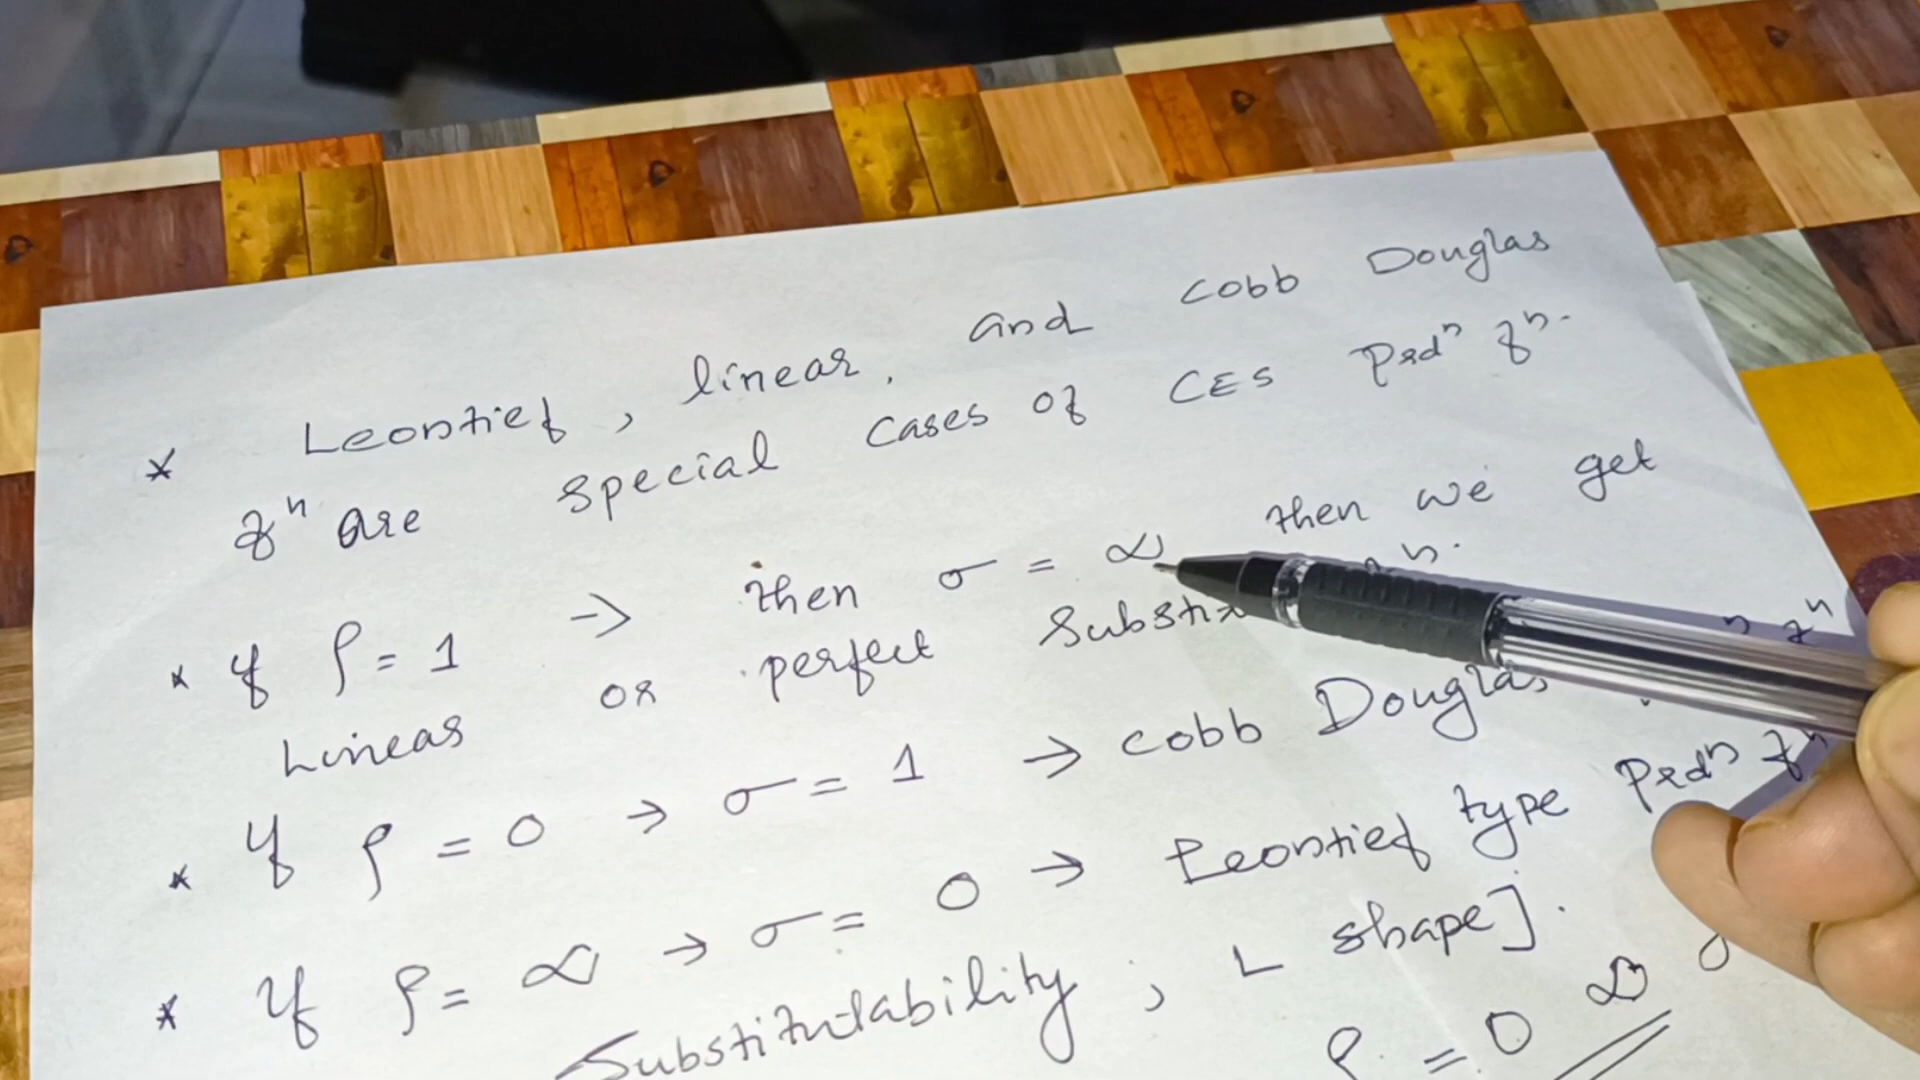 * Leontief, linear, and Cobb Douglas
fⁿ are special cases of CES Prdⁿ fⁿ.
* If ρ = 1 → then σ = ∞ then we get
Linear or perfect
* If ρ = 0 → σ = 1 → Cobb Douglas
* If ρ = ∞ → σ = 0 → Leontief type Prdⁿ fⁿ
Substitutability ; L shape].
ρ = 0 ∞